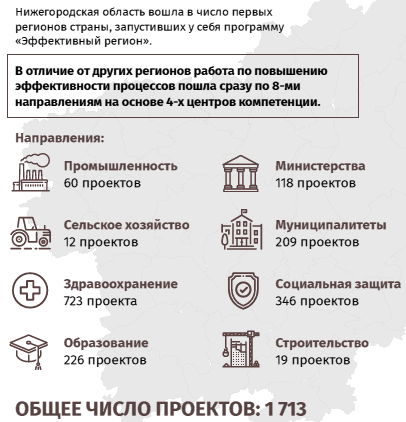 Нижегородская область вошла в число первых
регионов страны, запустивших у себя программу
«Эффективный регион».
В отличие от других регионов работа по повышению
эффективности процессов пошла сразу по 8-ми
направлениям на основе 4-х центров компетенции.
Направления:
Промышленность
60 проектов
Министерства
118 проектов
Сельское хозяйство
12 проектов
Муниципалитеты
209 проектов
Здравоохранение
723 проекта
Социальная защита
346 проектов
Образование
226 проектов
Строительство
19 проектов
ОБЩЕЕ ЧИСЛО ПРОЕКТОВ: 1 713